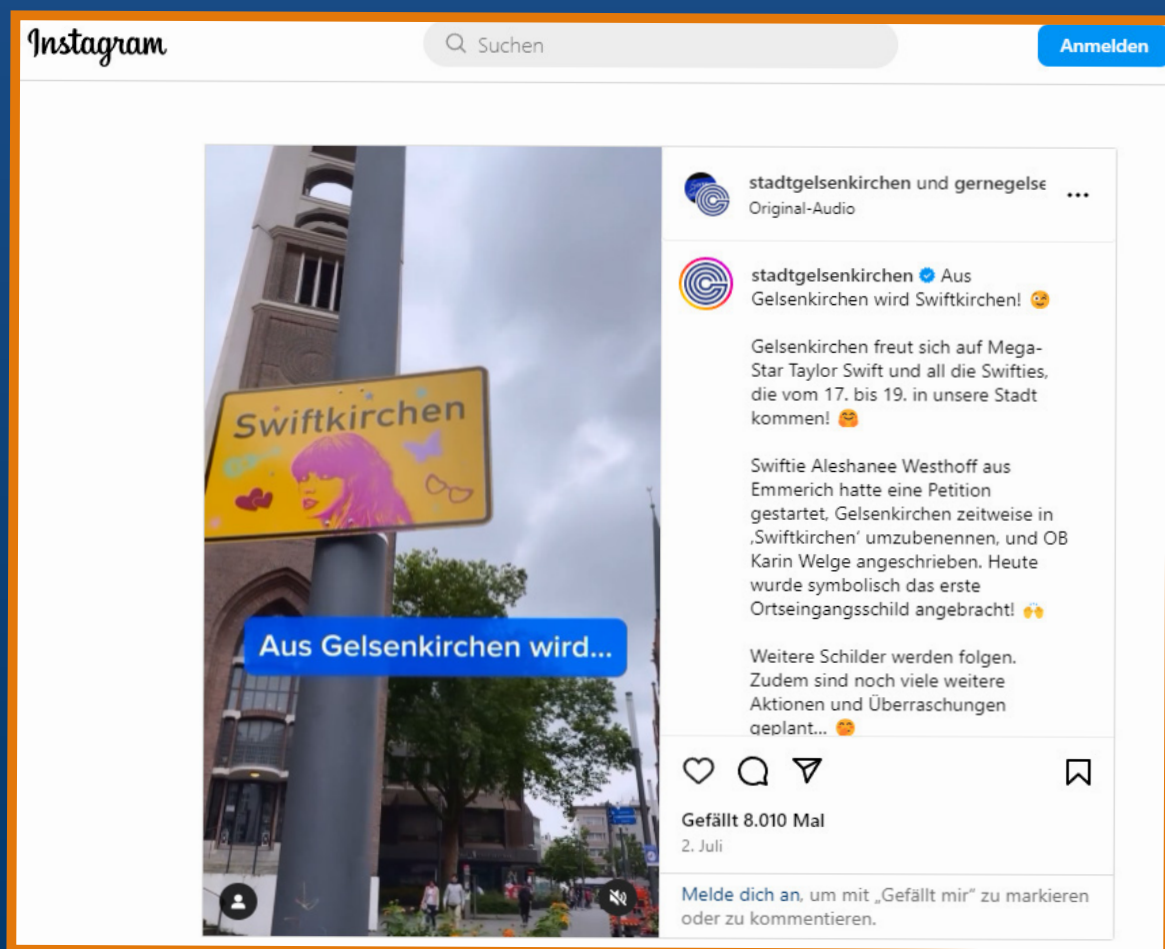 Instagram
Suchen
Anmelden
Swiftkirchen
Aus Gelsenkirchen wird...
stadtgelsenkirchen und gernegelse
Original-Audio
stadtgelsenkirchen Aus
Gelsenkirchen wird Swiftkirchen! 😉
Gelsenkirchen freut sich auf Mega-
Star Taylor Swift und all die Swifties,
die vom 17. bis 19. in unsere Stadt
kommen! 🤗
Swiftie Aleshanee Westhoff aus
Emmerich hatte eine Petition
gestartet, Gelsenkirchen zeitweise in
‚Swiftkirchen‘ umzubenennen, und OB
Karin Welge angeschrieben. Heute
wurde symbolisch das erste
Ortseingangsschild angebracht! 🙌
Weitere Schilder werden folgen.
Zudem sind noch viele weitere
Aktionen und Überraschungen
geplant... 🤭
Gefällt 8.010 Mal
2. Juli
Melde dich an, um mit „Gefällt mir“ zu markieren
oder zu kommentieren.